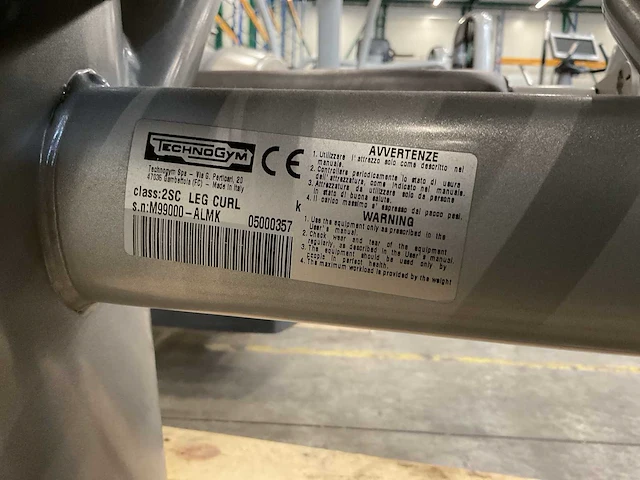 TECHNOGYM
CE
Technogym Spa - Via G. Perticari, 20
47035 Gambettola (FC) - Made in Italy
class:2SC LEG CURL
s.n:M99000-ALMK 05000357
k
AVVERTENZE
1. Utilizzare l'attrezzo solo come descritto nel
manuale.
2. Controllare periodicamente lo stato di usura
dell'attrezzatura, come indicato nel manuale.
3. Attrezzatura da utilizzare solo da persone
in stato di buona salute.
4. Il carico massimo e' espresso dal pacco pesi.
WARNING
1. Use the equipment only as prescribed in the
User's manual.
2. Check wear and tear of the equipment
regularly, as described in the User's manual.
3. The equipment should be used only by
people in perfect health.
4. The maximum workload is provided by the weight